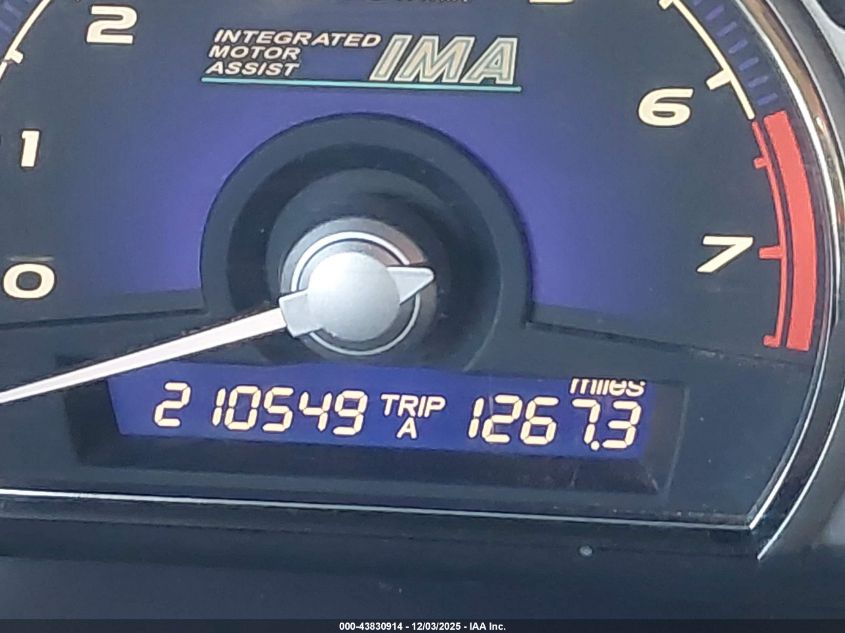 2
INTEGRATED
MOTOR
ASSIST
IMA
6
1
7
0
miles
210549 TRIP A 1267.3
000-43830914 - 12/03/2025 - IAA Inc.